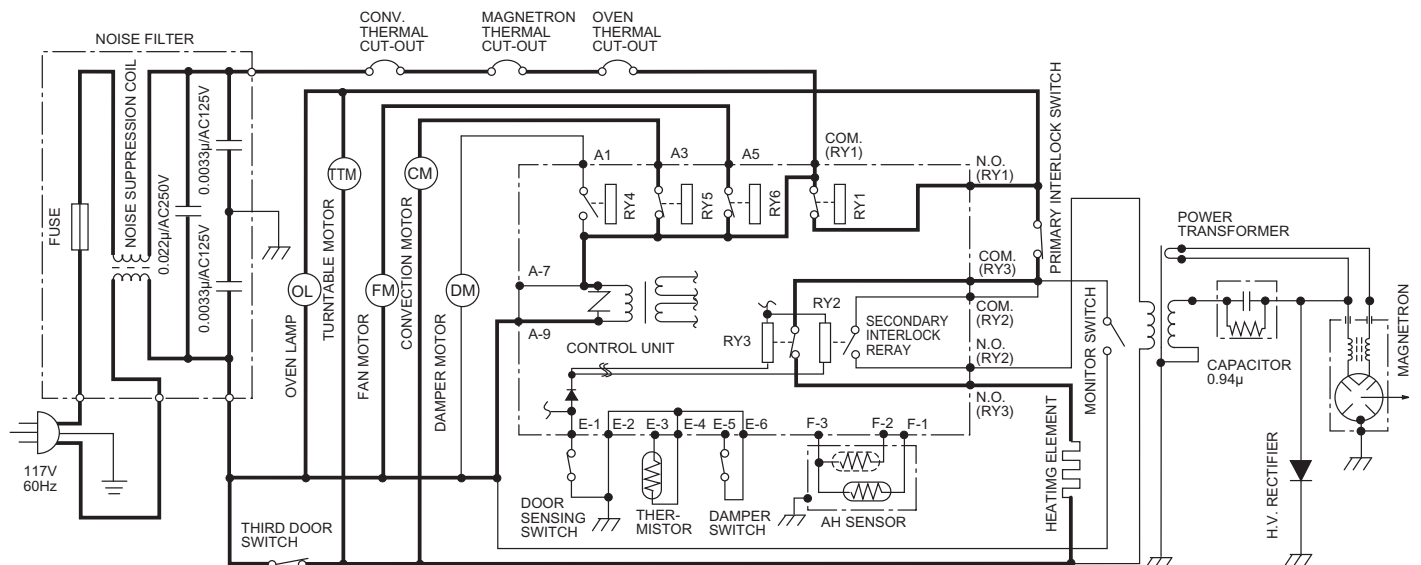 CONV.
THERMAL
CUT-OUT
MAGNETRON
THERMAL
CUT-OUT
OVEN
THERMAL
CUT-OUT
NOISE FILTER
FUSE
NOISE SUPPRESSION COIL
0.022µ/AC250V
0.0033µ/AC125V
0.0033µ/AC125V
117V
60Hz
OL
OVEN LAMP
TTM
TURNTABLE MOTOR
FM
FAN MOTOR
CM
CONVECTION MOTOR
DM
DAMPER MOTOR
THIRD DOOR
SWITCH
A1
A3
A5
COM.
(RY1)
N.O.
(RY1)
RY4
RY5
RY6
RY1
A-7
A-9
CONTROL UNIT
RY3
RY2
SECONDARY
INTERLOCK
RERAY
COM.
(RY3)
COM.
(RY2)
N.O.
(RY2)
N.O.
(RY3)
E-1
E-2
E-3
E-4
E-5
E-6
F-3
F-2
F-1
DOOR
SENSING
SWITCH
THER-
MISTOR
DAMPER
SWITCH
AH SENSOR
PRIMARY INTERLOCK SWITCH
MONITOR SWITCH
HEATIMG ELEMENT
POWER
TRANSFORMER
CAPACITOR
0.94µ
H.V. RECTIFIER
MAGNETRON